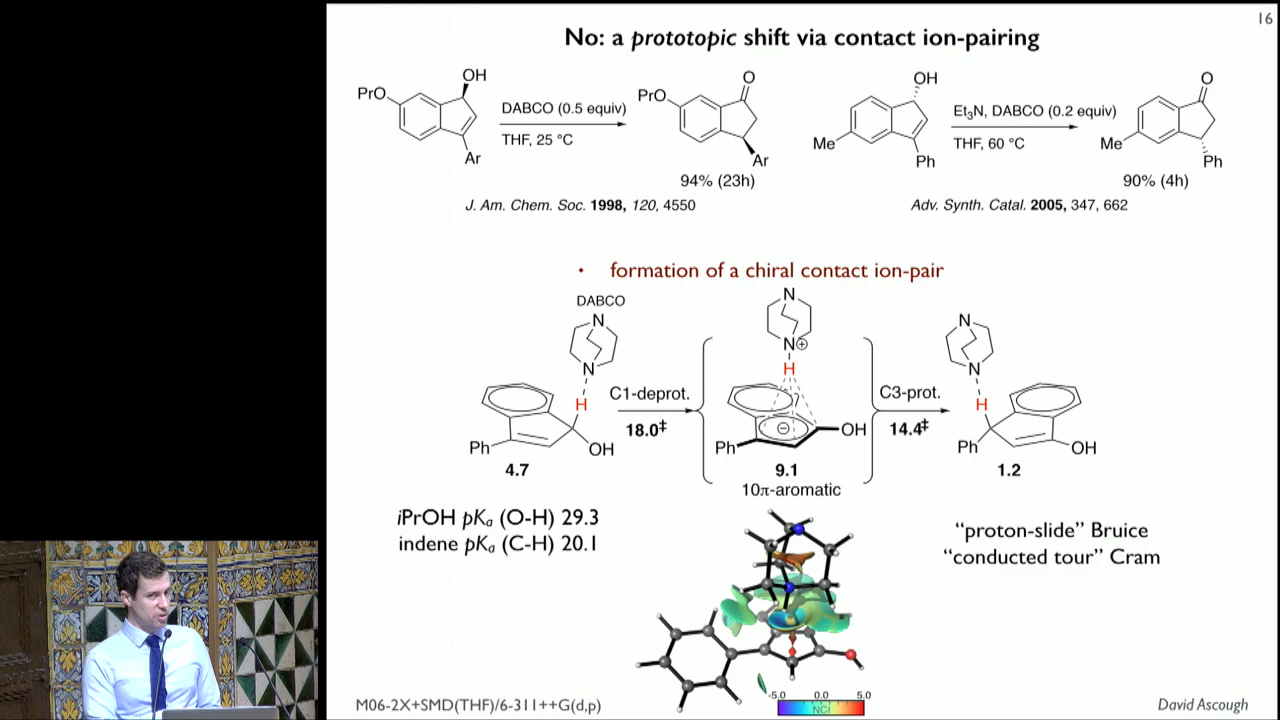 16
No: a prototopic shift via contact ion-pairing
OH
PrO
Ar
DABCO (0.5 equiv)
THF, 25 °C
O
PrO
Ar
94% (23h)
J. Am. Chem. Soc. 1998, 120, 4550
OH
Me
Ph
Et₃N, DABCO (0.2 equiv)
THF, 60 °C
O
Me
Ph
90% (4h)
Adv. Synth. Catal. 2005, 347, 662
• formation of a chiral contact ion-pair
DABCO
N
N
H
Ph
OH
4.7
C1-deprot.
18.0‡
N
N⊕
H
⊖
Ph
OH
9.1
10π-aromatic
C3-prot.
14.4‡
N
N
H
Ph
OH
1.2
iPrOH pKₐ (O-H) 29.3
indene pKₐ (C-H) 20.1
"proton-slide" Bruice
"conducted tour" Cram
-5.0 0.0 5.0
NCI
M06-2X+SMD(THF)/6-311++G(d,p)
David Ascough